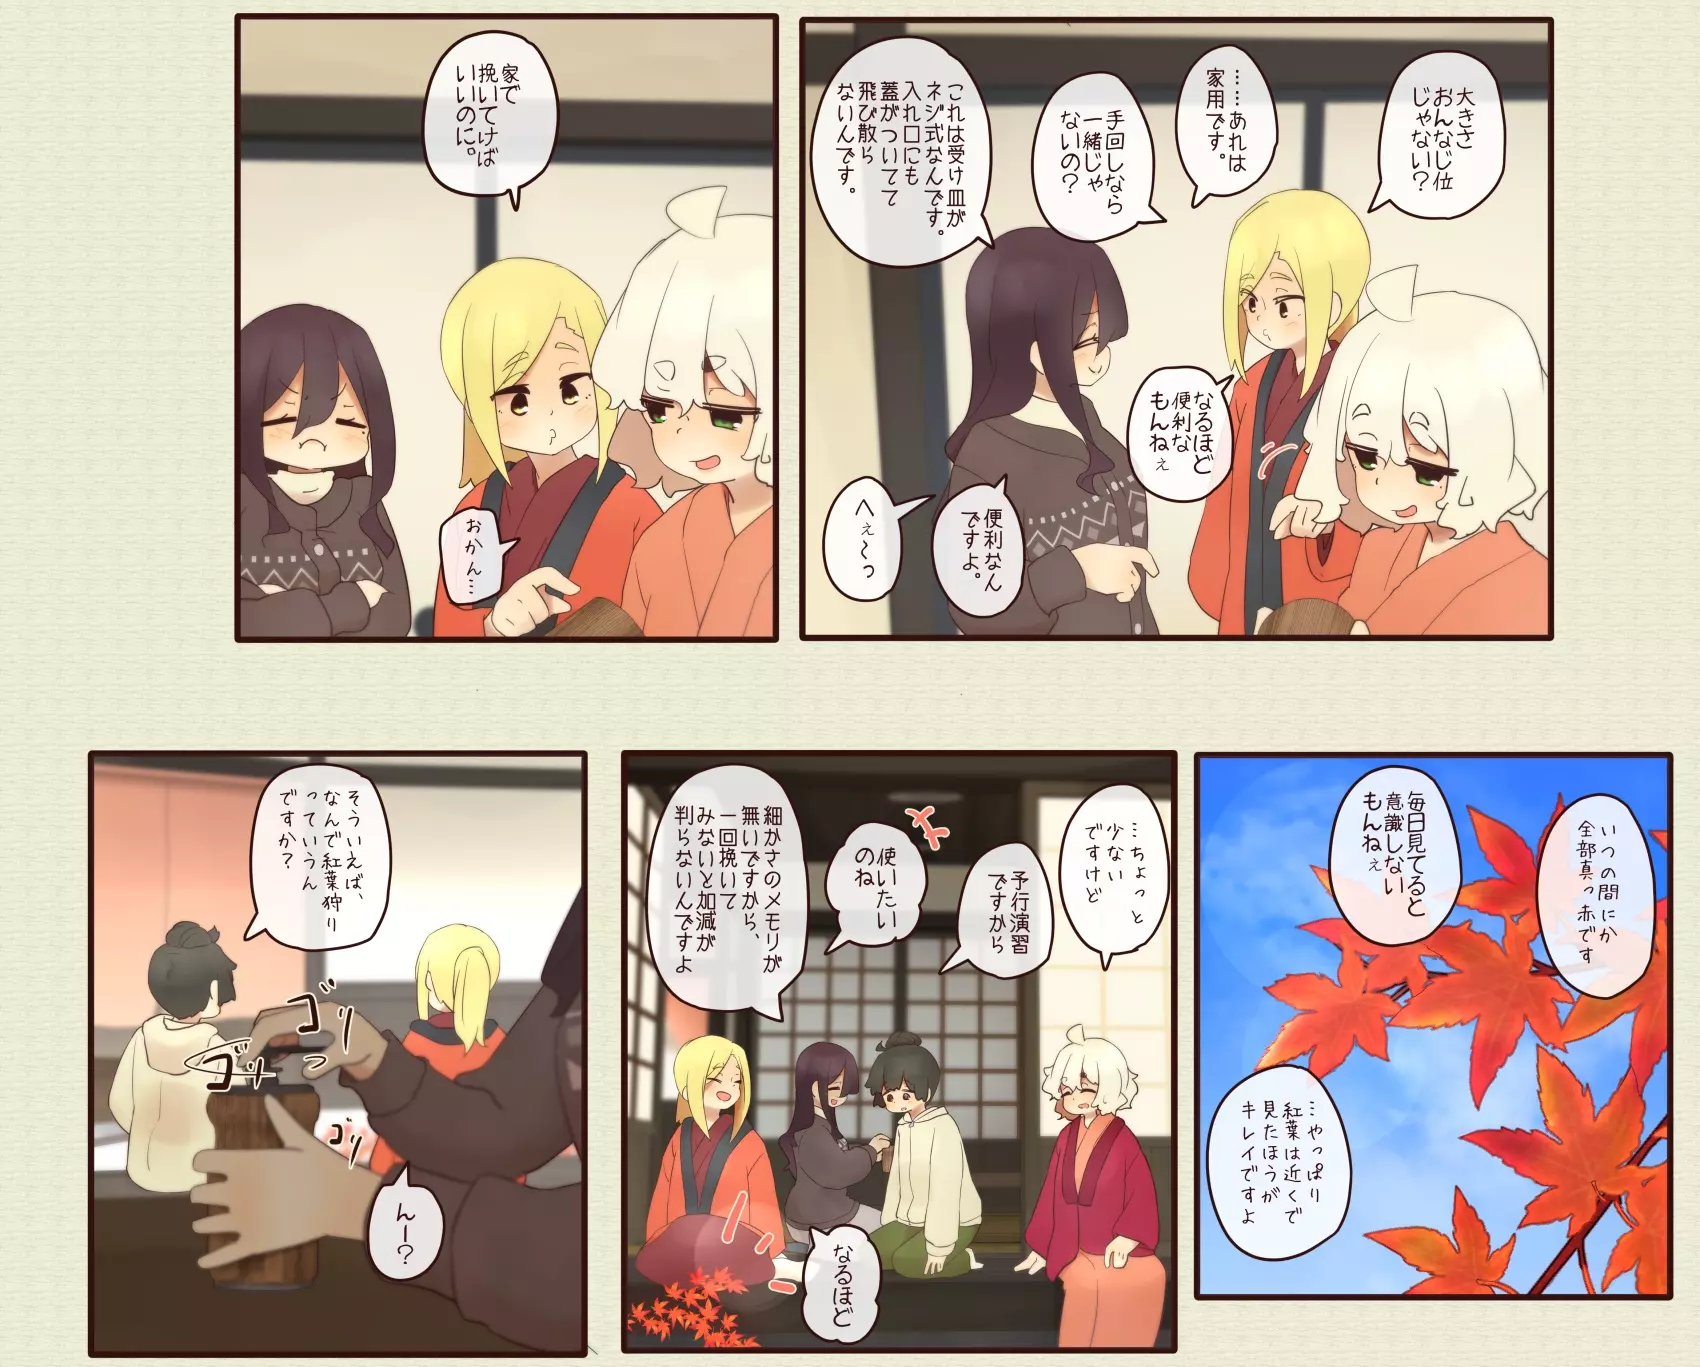 大きさ
おんなじ位
じゃない？
……あれは
家用です。
手回しなら
一緒じゃ
ないの？
これは受け皿が
ネジ式なんです。
入れ口にも
蓋がついてて
飛び散ら
ないんです。
なるほど
便利な
もんねぇ
便利なん
ですよ。
へぇ～っ
家で
挽いてけば
いいのに。
おかん…
いつの間にか
全部真っ赤です
毎日見てると
意識しない
もんねぇ
…やっぱり
紅葉は近くで
見たほうが
キレイですよ
…ちょっと
少ない
ですけど
予行演習
ですから
使いたい
のね
細かさのメモリが
無いですから、
一回挽いて
みないと加減が
判らないんですよ
なるほど
そういえば、
なんで紅葉狩り
っていうん
ですか？
ゴリッ
ゴリ
ゴリ
んー？